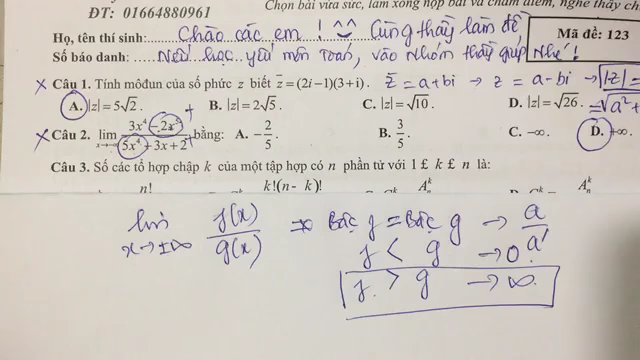 Chọn bài vừa sức, làm xong nộp bài và chấm điểm, nghe thầy ch
ĐT: 01664880961
Họ, tên thí sinh: Chào các em! Cùng thầy làm đề
Mã đề: 123
Số báo danh: Nếu học yếu môn Toán, vào nhóm thầy giúp nhé!
x Câu 1. Tính môđun của số phức z biết z̅ = (2i−1)(3+i). z̅ = a+bi → z = a−bi → |z| =
A. |z| = 5√2. B. |z| = 2√5. C. |z| = √10. D. |z| = √26. = √a²+
x Câu 2. lim x→−∞ (3x⁴ − 2x⁵)/(5x⁴ + 3x + 2) bằng: A. −2/5 B. 3/5 C. −∞. D. +∞.
Câu 3. Số các tổ hợp chập k của một tập hợp có n phần tử với 1 £ k £ n là:
n! k!(n- k)! Aₙᵏ Aₙᵏ
lim x→±∞ f(x)/g(x) ⇒ Bậc f = Bậc g → a/a'
f < g → 0
f > g → ∞.